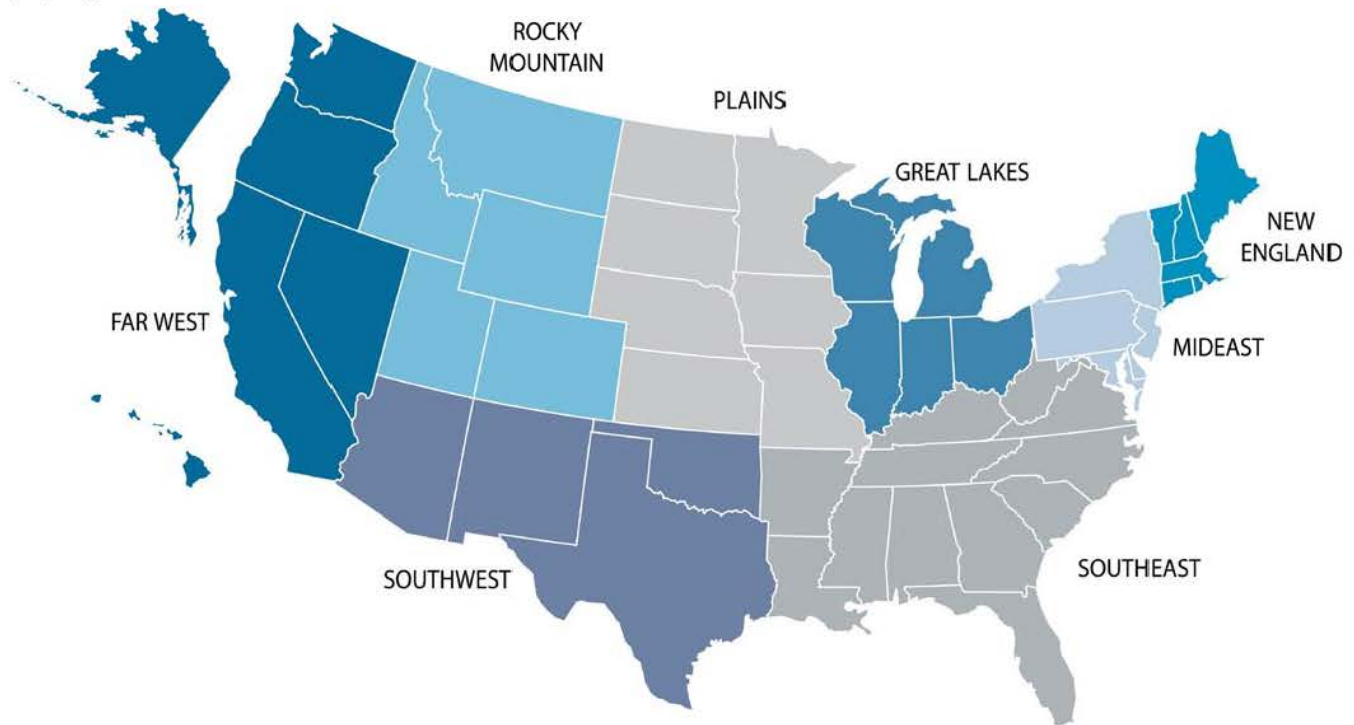 ROCKY
MOUNTAIN
PLAINS
GREAT LAKES
NEW
ENGLAND
FAR WEST
MIDEAST
SOUTHWEST
SOUTHEAST